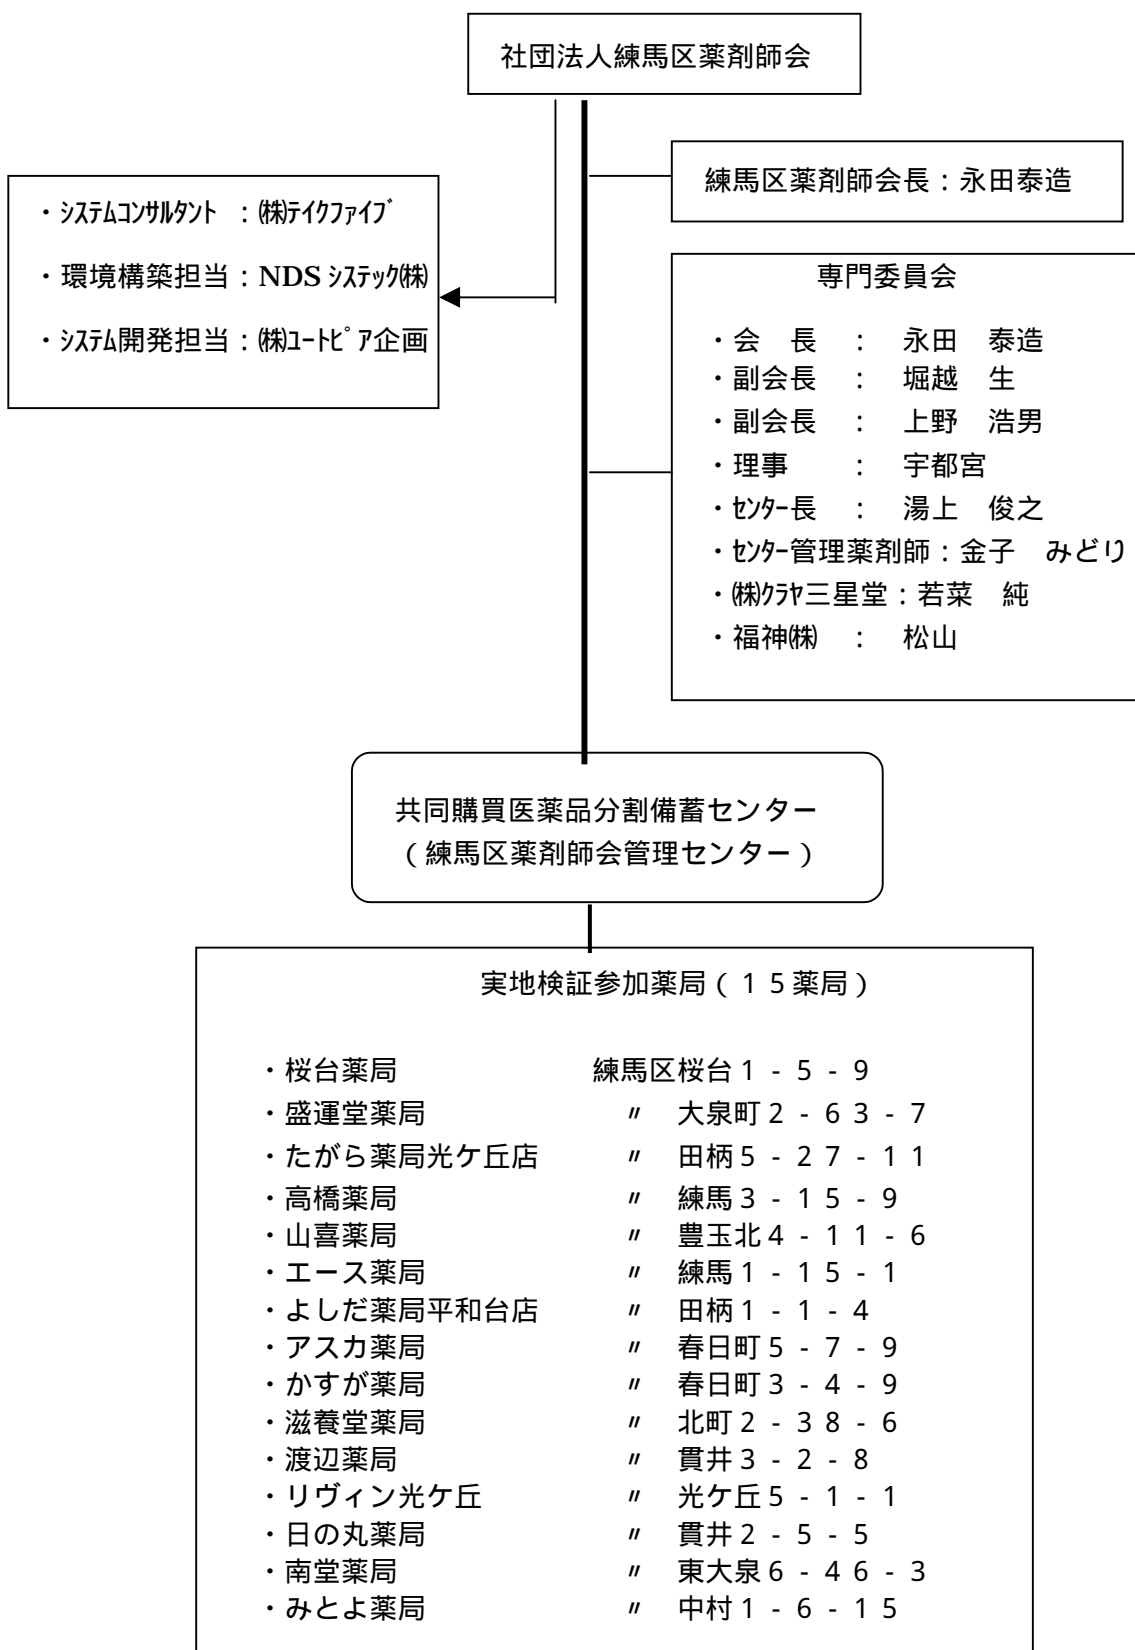 社団法人練馬区薬剤師会
練馬区薬剤師会長：永田泰造
・ｼｽﾃﾑｺﾝｻﾙﾀﾝﾄ ：㈱ﾃｲｸﾌｧｲﾌﾞ
・環境構築担当：NDS ｼｽﾃｯｸ㈱
・ｼｽﾃﾑ開発担当：㈱ﾕｰﾄﾋﾟｱ企画
専門委員会
・会　長　：　永田　泰造
・副会長　：　堀越　生
・副会長　：　上野　浩男
・理事　　：　宇都宮
・ｾﾝﾀｰ長　：　湯上　俊之
・ｾﾝﾀｰ管理薬剤師：金子　みどり
・㈱ｸﾗﾔ三星堂：若菜　純
・福神㈱　：　松山
共同購買医薬品分割備蓄センター
（練馬区薬剤師会管理センター）
実地検証参加薬局（１５薬局）
・桜台薬局　練馬区桜台１-５-９
・盛運堂薬局　〃　大泉町２-６３-７
・たがら薬局光ケ丘店　〃　田柄５-２７-１１
・高橋薬局　〃　練馬３-１５-９
・山喜薬局　〃　豊玉北４-１１-６
・エース薬局　〃　練馬１-１５-１
・よしだ薬局平和台店　〃　田柄１-１-４
・アスカ薬局　〃　春日町５-７-９
・かすが薬局　〃　春日町３-４-９
・滋養堂薬局　〃　北町２-３８-６
・渡辺薬局　〃　貫井３-２-８
・リヴィン光ケ丘　〃　光ケ丘５-１-１
・日の丸薬局　〃　貫井２-５-５
・南堂薬局　〃　東大泉６-４６-３
・みとよ薬局　〃　中村１-６-１５